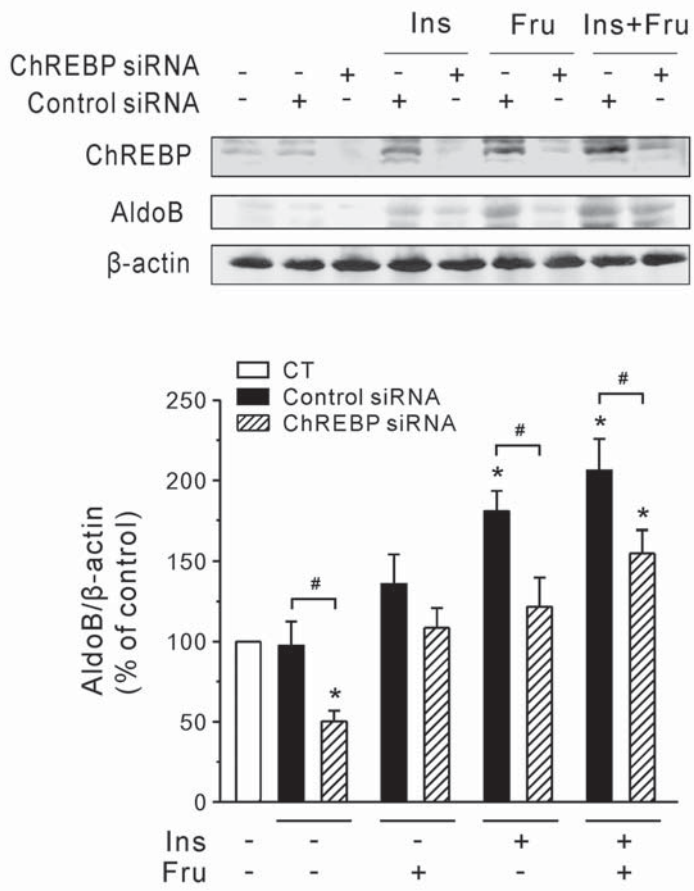 Ins Fru Ins+Fru
ChREBP siRNA - - + - + - + - +
Control siRNA - + - + - + - + -
ChREBP
AldoB
β-actin
CT
Control siRNA
ChREBP siRNA
250
200
150
100
50
0
AldoB/β-actin
(% of control)
# * * # * # *
Ins - - - + +
Fru - - + - +